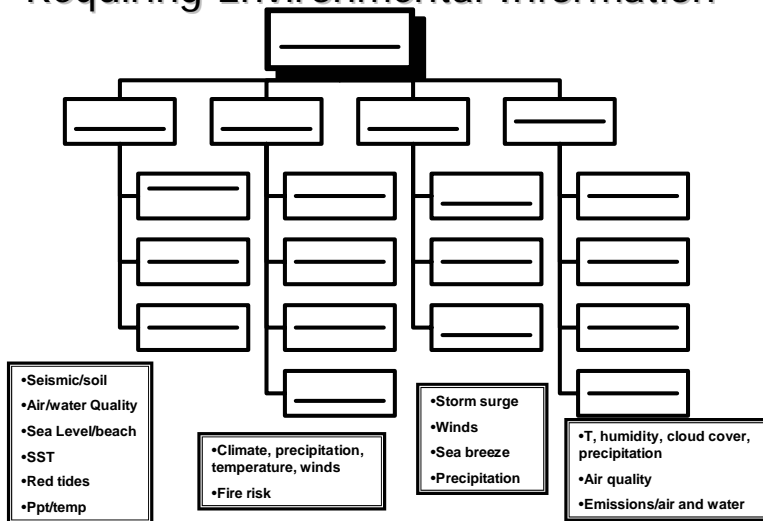 Requiring Environmental Information
•Seismic/soil
•Air/water Quality
•Sea Level/beach
•SST
•Red tides
•Ppt/temp
•Climate, precipitation,
temperature, winds
•Fire risk
•Storm surge
•Winds
•Sea breeze
•Precipitation
•T, humidity, cloud cover,
precipitation
•Air quality
•Emissions/air and water